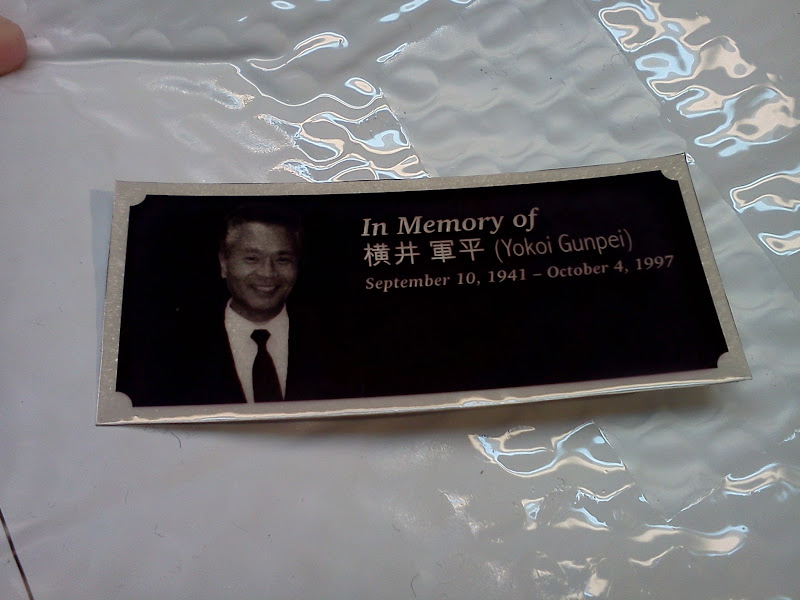 In Memory of
横井 軍平 (Yokoi Gunpei)
September 10, 1941 – October 4, 1997